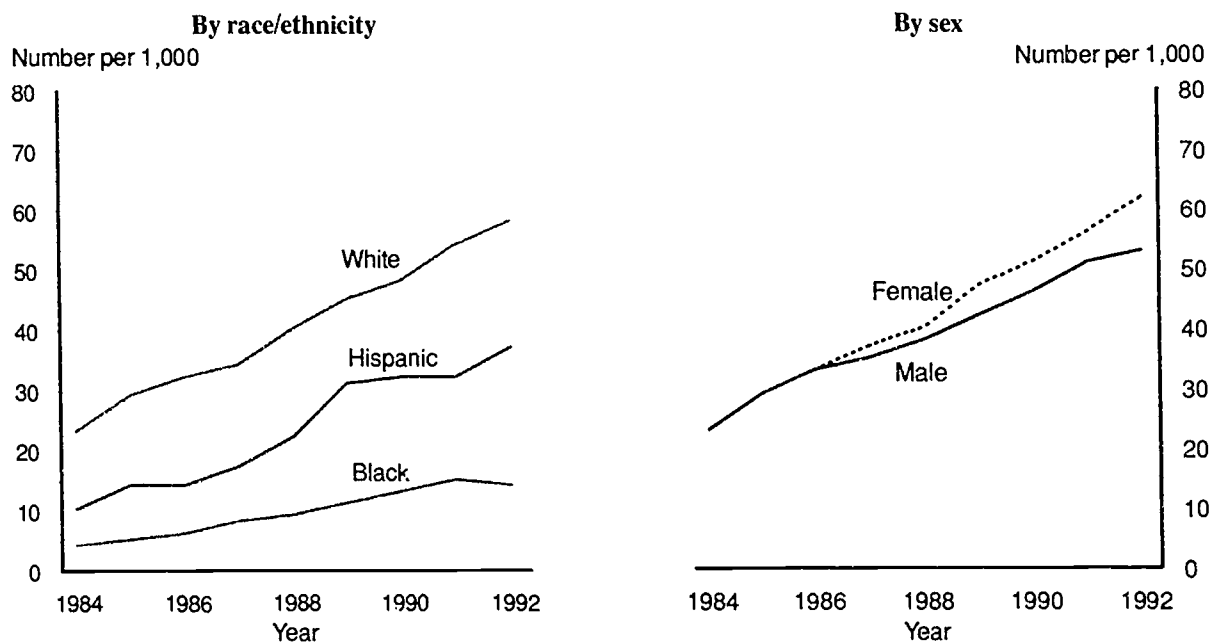 By race/ethnicity
Number per 1,000
80
70
60
50
40
30
20
10
0
White
Hispanic
Black
1984 1986 1988 1990 1992
Year
By sex
Number per 1,000
80
70
60
50
40
30
20
10
0
Female
Male
1984 1986 1988 1990 1992
Year